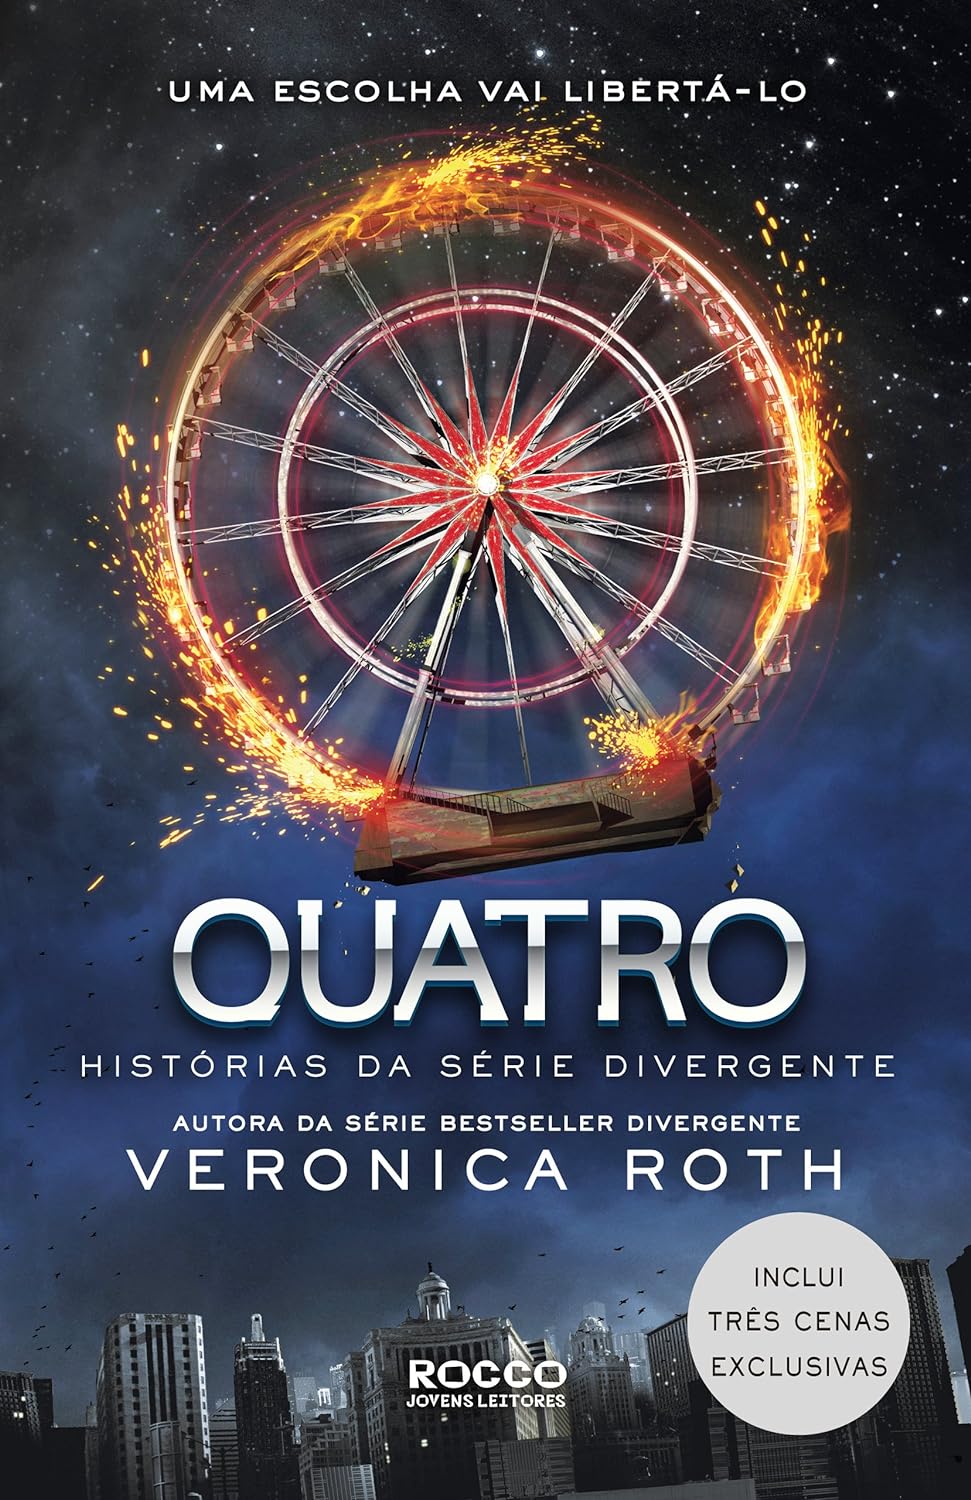 UMA ESCOLHA VAI LIBERTÁ-LO
QUATRO
HISTÓRIAS DA SÉRIE DIVERGENTE
AUTORA DA SÉRIE BESTSELLER DIVERGENTE
VERONICA ROTH
INCLUI
TRÊS CENAS
EXCLUSIVAS
ROCCO
JOVENS LEITORES